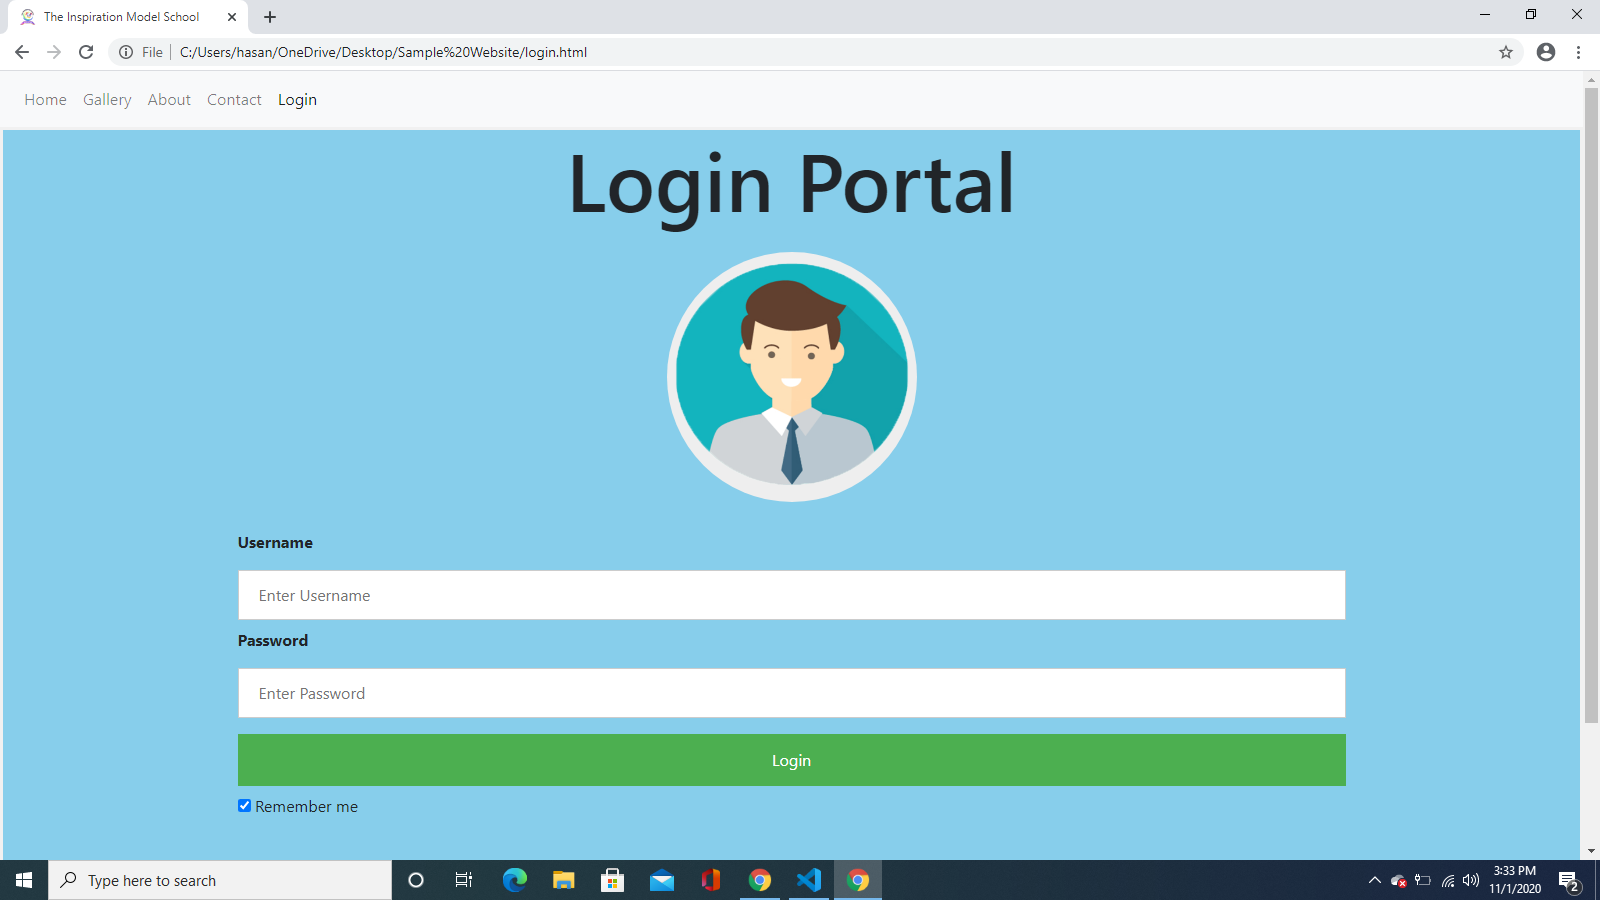 The Inspiration Model School
File C:/Users/hasan/OneDrive/Desktop/Sample%20Website/login.html
Home Gallery About Contact Login
Login Portal
Username
Enter Username
Password
Enter Password
Login
Remember me
Type here to search
3:33 PM
11/1/2020
2